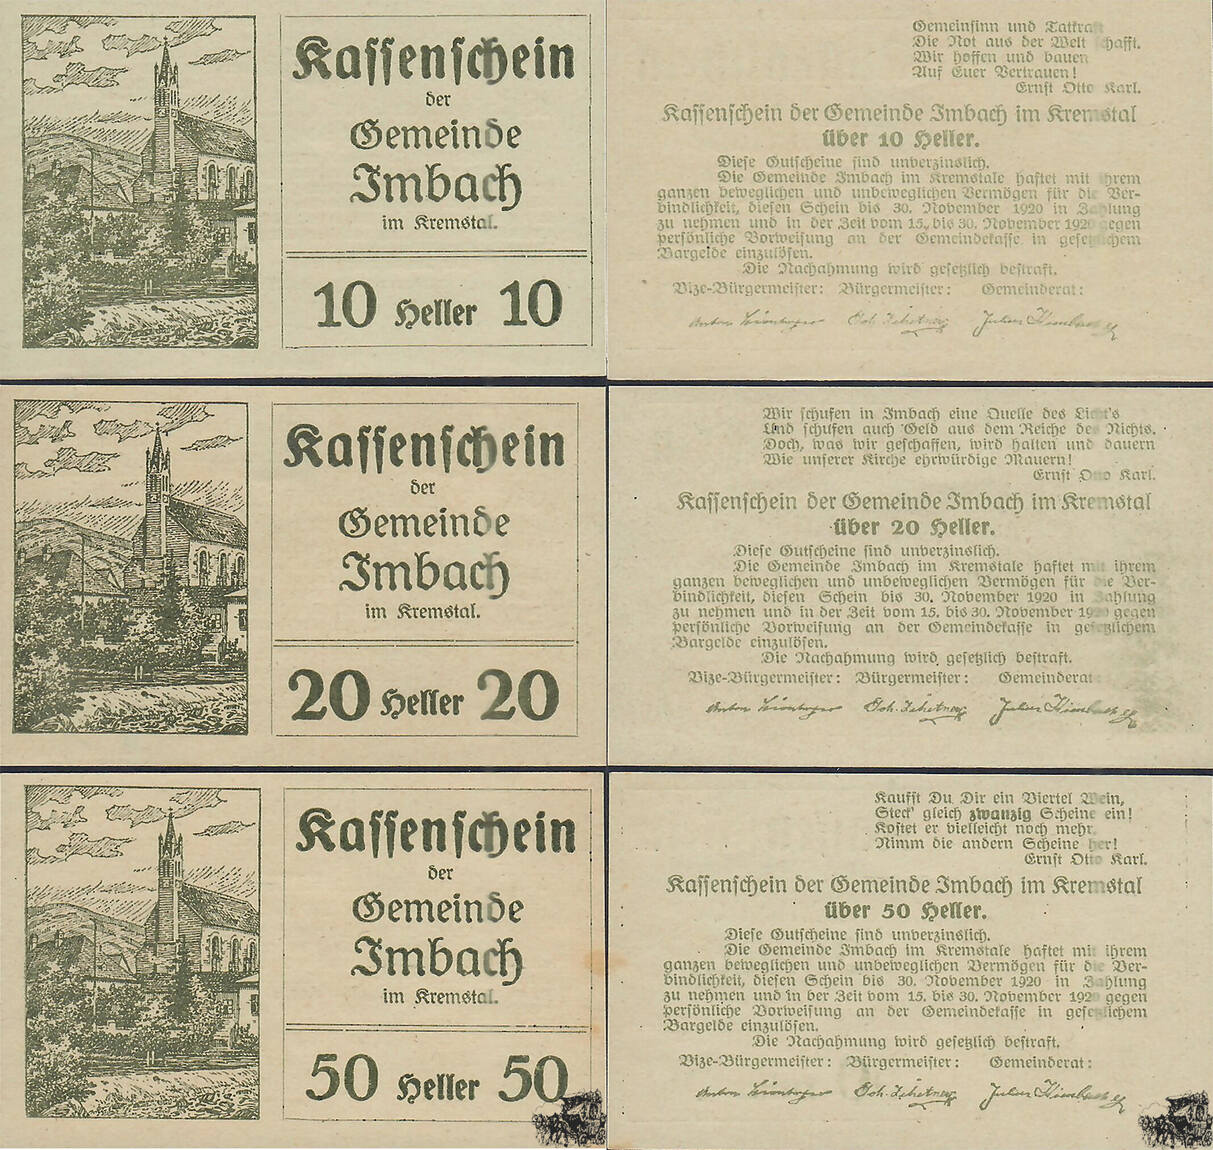 Kassenschein
der
Gemeinde
Imbach
im Kremstal.
10 Heller 10
Gemeinsinn und Tatkraft
Die Not aus der Welt schafft.
Wir hoffen und bauen
Auf Euer Vertrauen!
Ernst Otto Karl.
Kassenschein der Gemeinde Imbach im Kremstal
über 10 Heller.
Diese Gutscheine sind unverzinslich.
Die Gemeinde Imbach im Kremstale haftet mit ihrem
ganzen beweglichen und unbeweglichen Vermögen für die Ver-
bindlichkeit, diesen Schein bis 30. November 1920 in Zahlung
zu nehmen und in der Zeit vom 15. bis 30. November 1920 gegen
persönliche Vorweisung an der Gemeindekasse in gesetzlichem
Bargelde einzulösen.
Die Nachahmung wird gesetzlich bestraft.
Vize-Bürgermeister: Bürgermeister: Gemeinderat:
Kassenschein
der
Gemeinde
Imbach
im Kremstal.
20 Heller 20
Wir schufen in Imbach eine Quelle des Licht's
Und schufen auch Geld aus dem Reiche des Nichts.
Doch, was wir geschaffen, wird halten und dauern
Wie unserer Kirche ehrwürdige Mauern!
Ernst Otto Karl.
Kassenschein der Gemeinde Imbach im Kremstal
über 20 Heller.
Diese Gutscheine sind unverzinslich.
Die Gemeinde Imbach im Kremstale haftet mit ihrem
ganzen beweglichen und unbeweglichen Vermögen für die Ver-
bindlichkeit, diesen Schein bis 30. November 1920 in Zahlung
zu nehmen und in der Zeit vom 15. bis 30. November 1920 gegen
persönliche Vorweisung an der Gemeindekasse in gesetzlichem
Bargelde einzulösen.
Die Nachahmung wird gesetzlich bestraft.
Vize-Bürgermeister: Bürgermeister: Gemeinderat:
Kassenschein
der
Gemeinde
Imbach
im Kremstal.
50 Heller 50
Kaufst Du Dir ein Viertel Wein,
Steck' gleich zwanzig Scheine ein!
Kostet er vielleicht noch mehr,
Nimm die andern Scheine her!
Ernst Otto Karl.
Kassenschein der Gemeinde Imbach im Kremstal
über 50 Heller.
Diese Gutscheine sind unverzinslich.
Die Gemeinde Imbach im Kremstale haftet mit ihrem
ganzen beweglichen und unbeweglichen Vermögen für die Ver-
bindlichkeit, diesen Schein bis 30. November 1920 in Zahlung
zu nehmen und in der Zeit vom 15. bis 30. November 1920 gegen
persönliche Vorweisung an der Gemeindekasse in gesetzlichem
Bargelde einzulösen.
Die Nachahmung wird gesetzlich bestraft.
Vize-Bürgermeister: Bürgermeister: Gemeinderat: